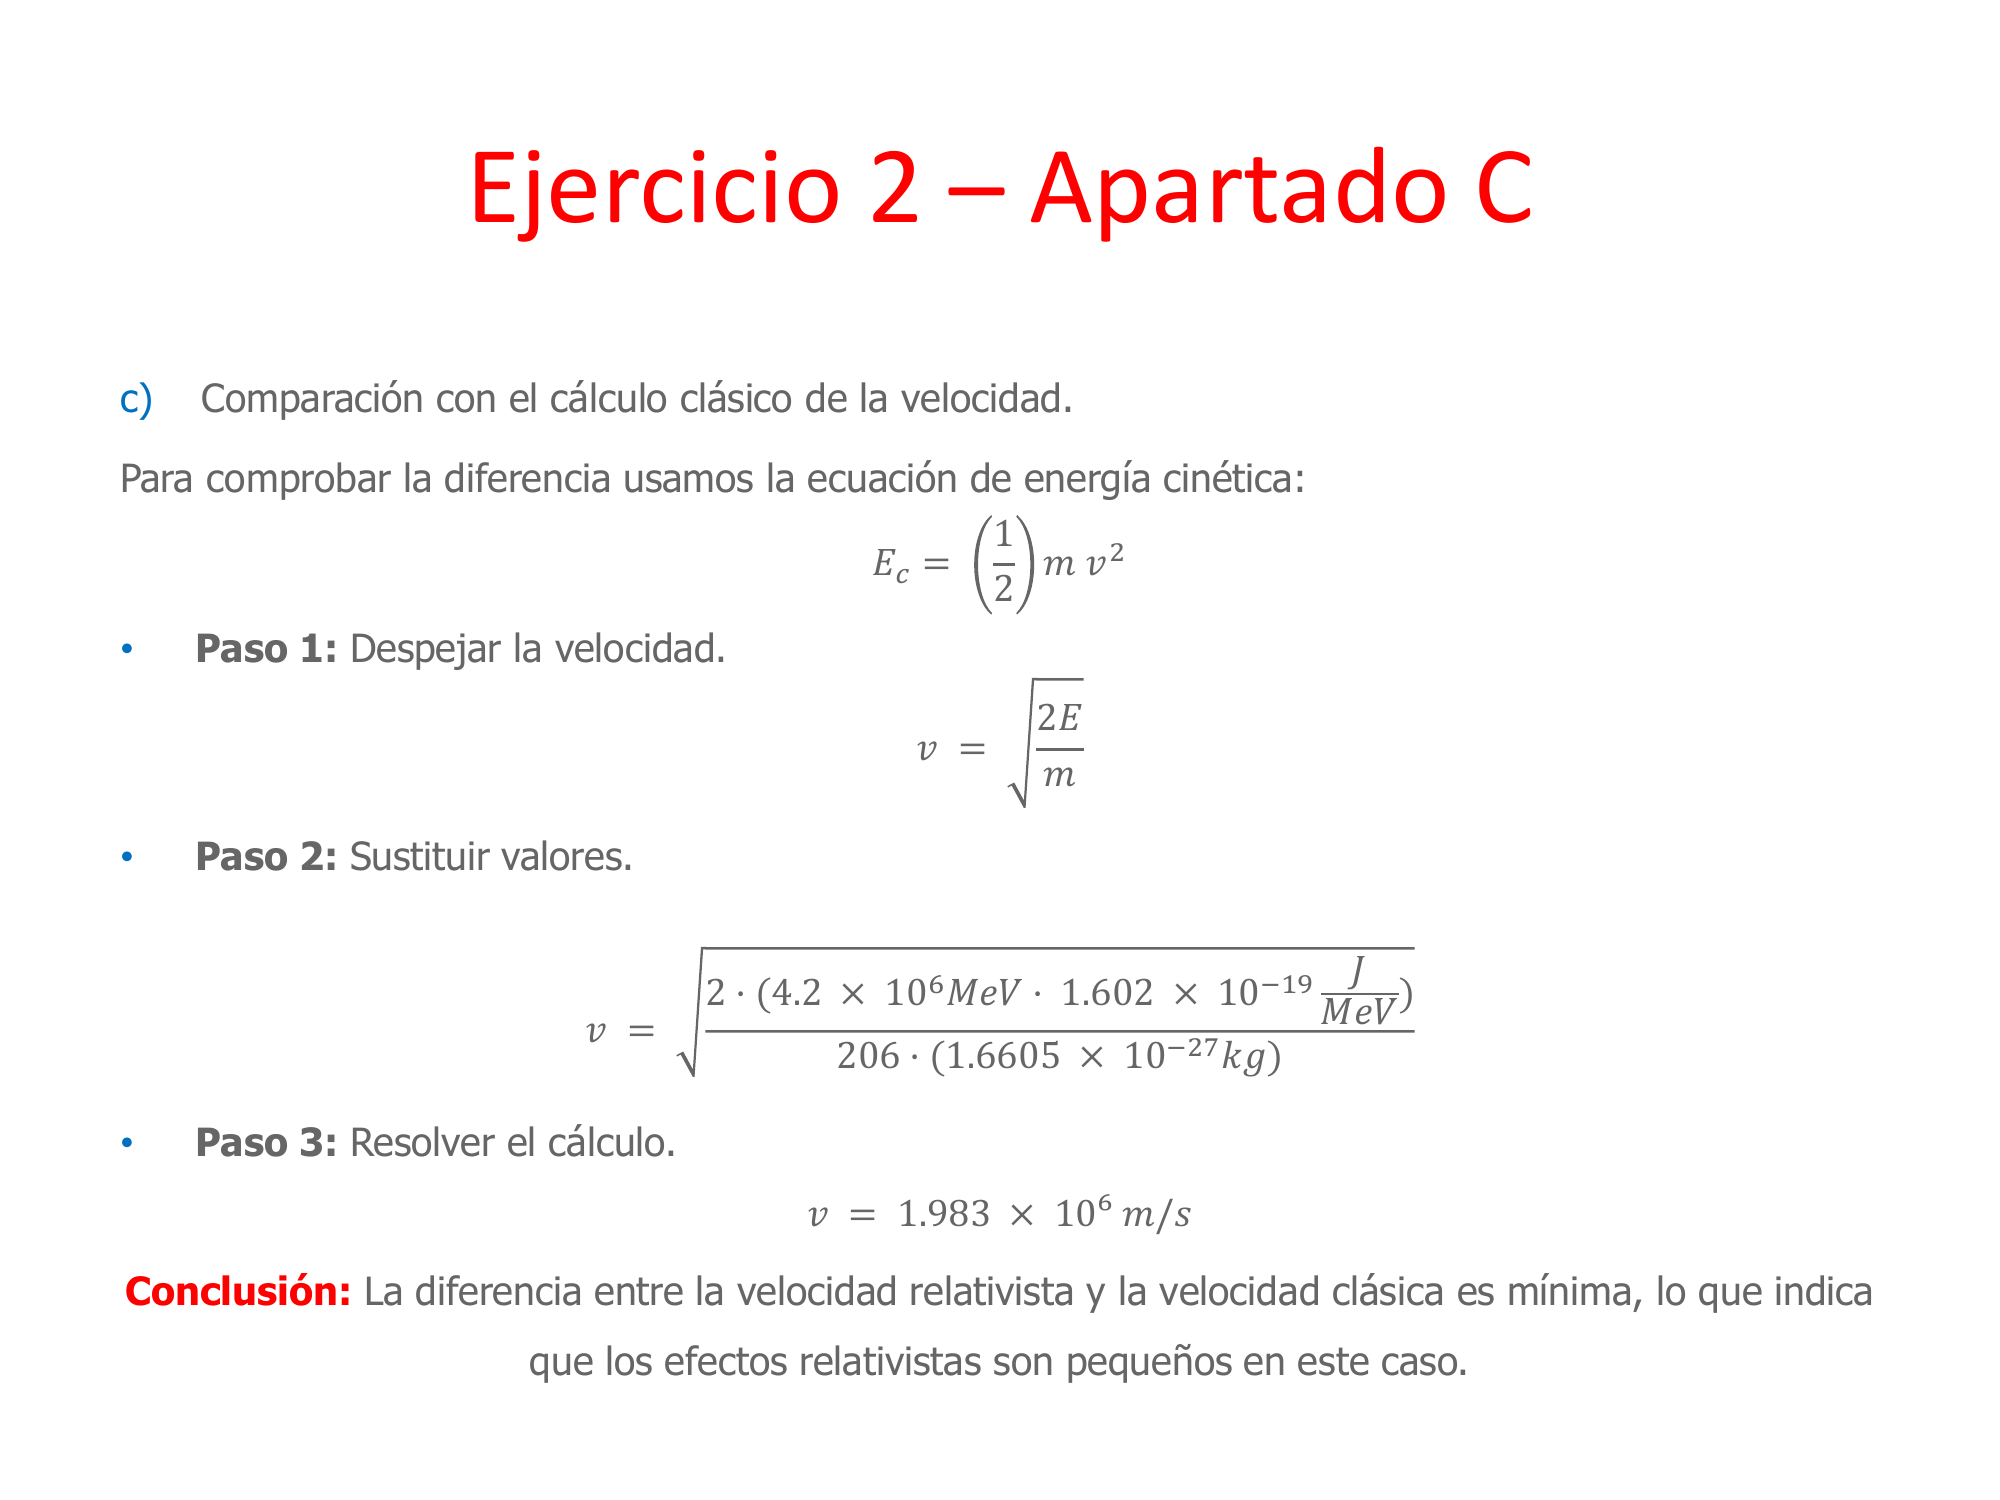 Ejercicio 2 – Apartado C
c) Comparación con el cálculo clásico de la velocidad.
Para comprobar la diferencia usamos la ecuación de energía cinética:
$E_c = \left(\frac{1}{2}\right) m \, v^2$
• Paso 1: Despejar la velocidad.
$v = \sqrt{\frac{2E}{m}}$
• Paso 2: Sustituir valores.
$v = \sqrt{\frac{2 \cdot (4.2 \times 10^6 MeV \cdot 1.602 \times 10^{-19} \frac{J}{MeV})}{206 \cdot (1.6605 \times 10^{-27} kg)}}$
• Paso 3: Resolver el cálculo.
$v = 1.983 \times 10^6 \, m/s$
Conclusión: La diferencia entre la velocidad relativista y la velocidad clásica es mínima, lo que indica
que los efectos relativistas son pequeños en este caso.